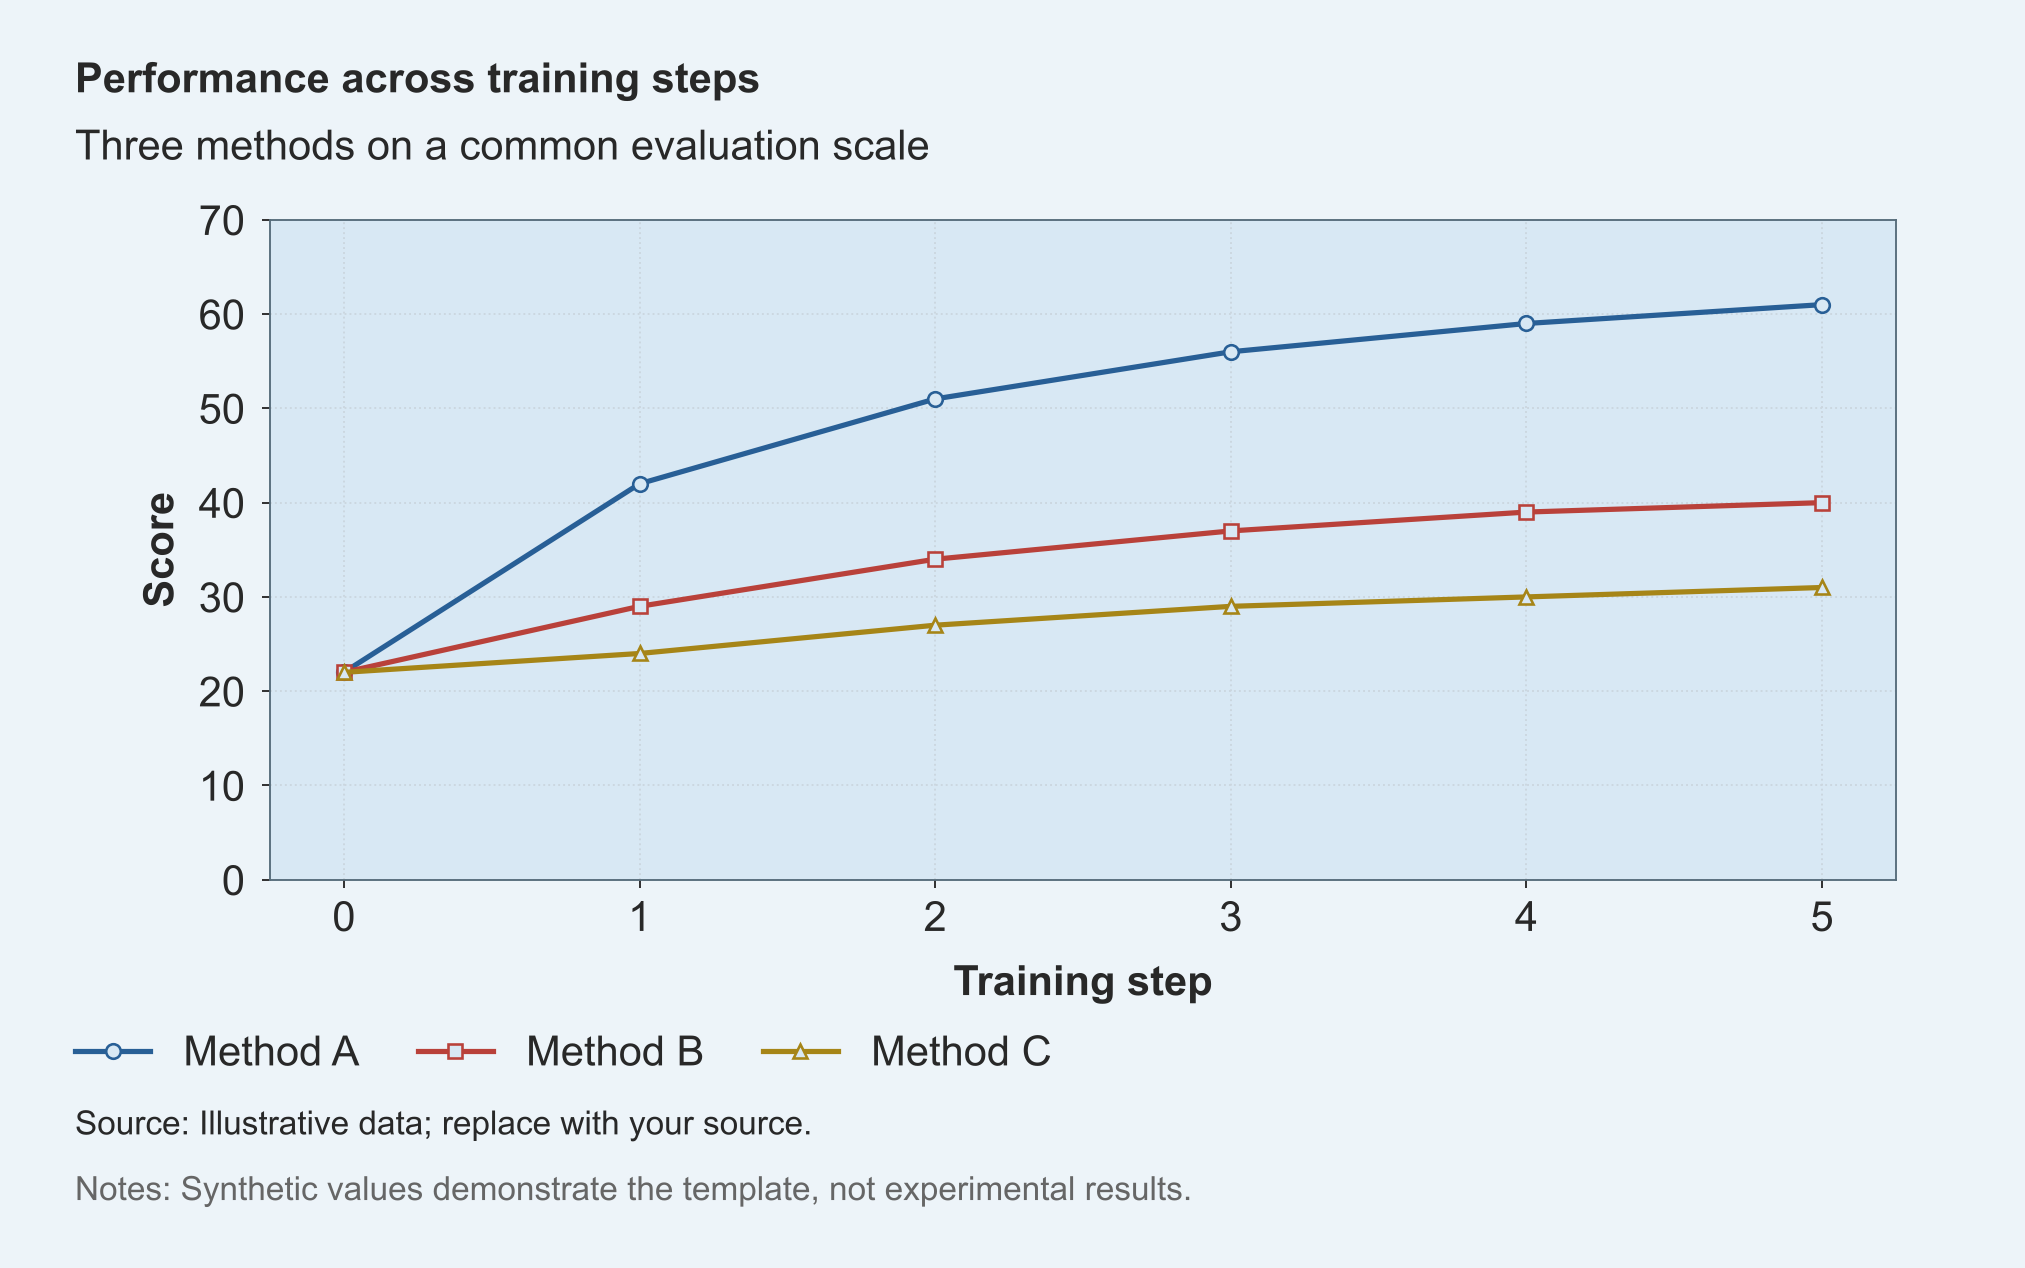 Performance across training steps
Three methods on a common evaluation scale
70
60
50
40
30
20
10
0
Score
0 1 2 3 4 5
Training step
Method A Method B Method C
Source: Illustrative data; replace with your source.
Notes: Synthetic values demonstrate the template, not experimental results.